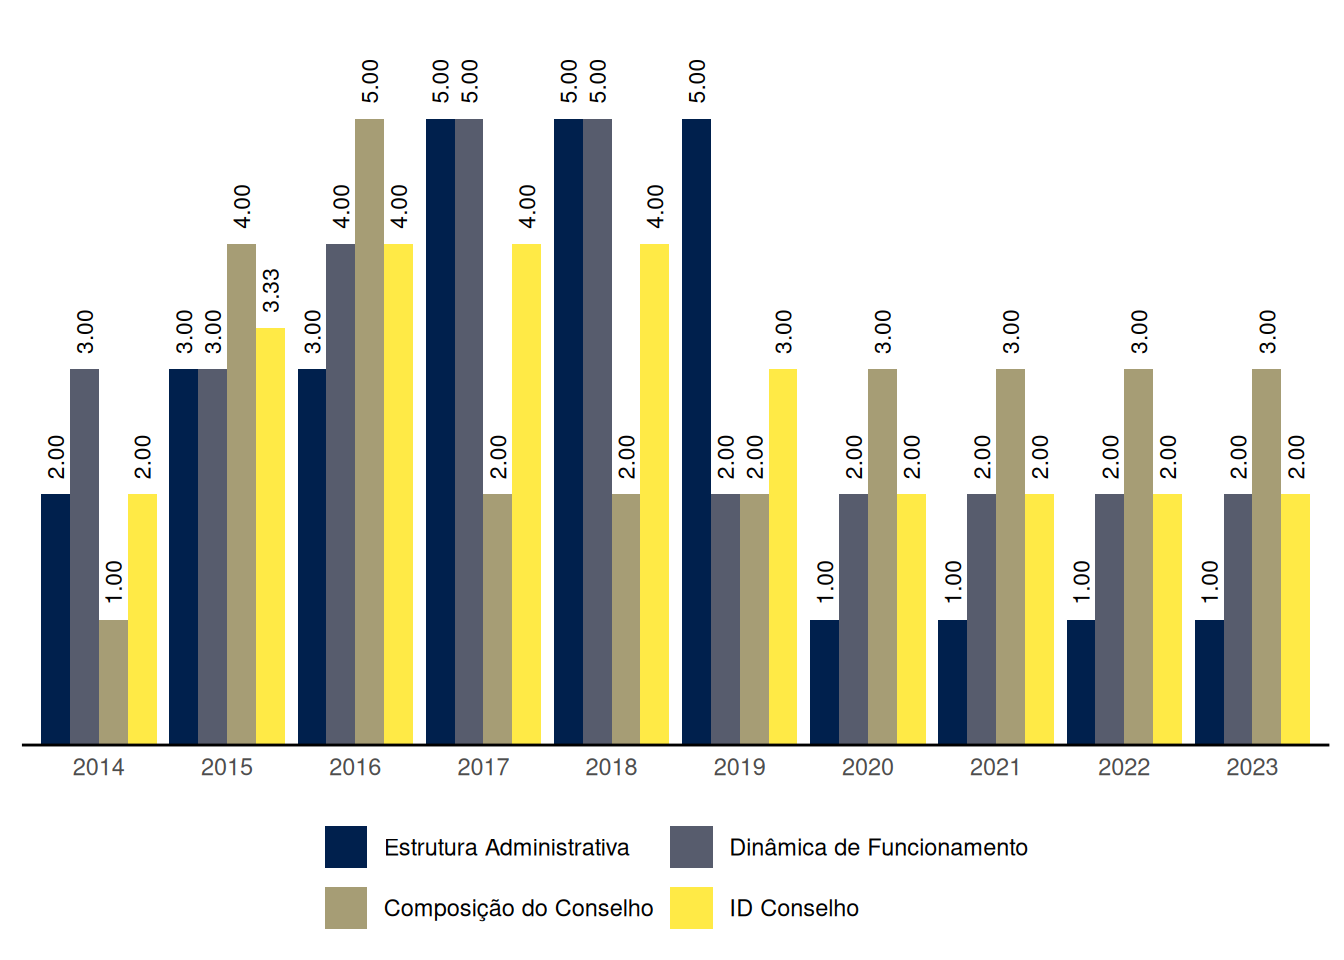 2.00 3.00 1.00 2.00
3.00 3.00 4.00 3.33
3.00 4.00 5.00 4.00
5.00 5.00 2.00 4.00
5.00 5.00 2.00 4.00
5.00 2.00 2.00 3.00
1.00 2.00 3.00 2.00
1.00 2.00 3.00 2.00
1.00 2.00 3.00 2.00
1.00 2.00 3.00 2.00
2014 2015 2016 2017 2018 2019 2020 2021 2022 2023
Estrutura Administrativa Dinâmica de Funcionamento
Composição do Conselho ID Conselho